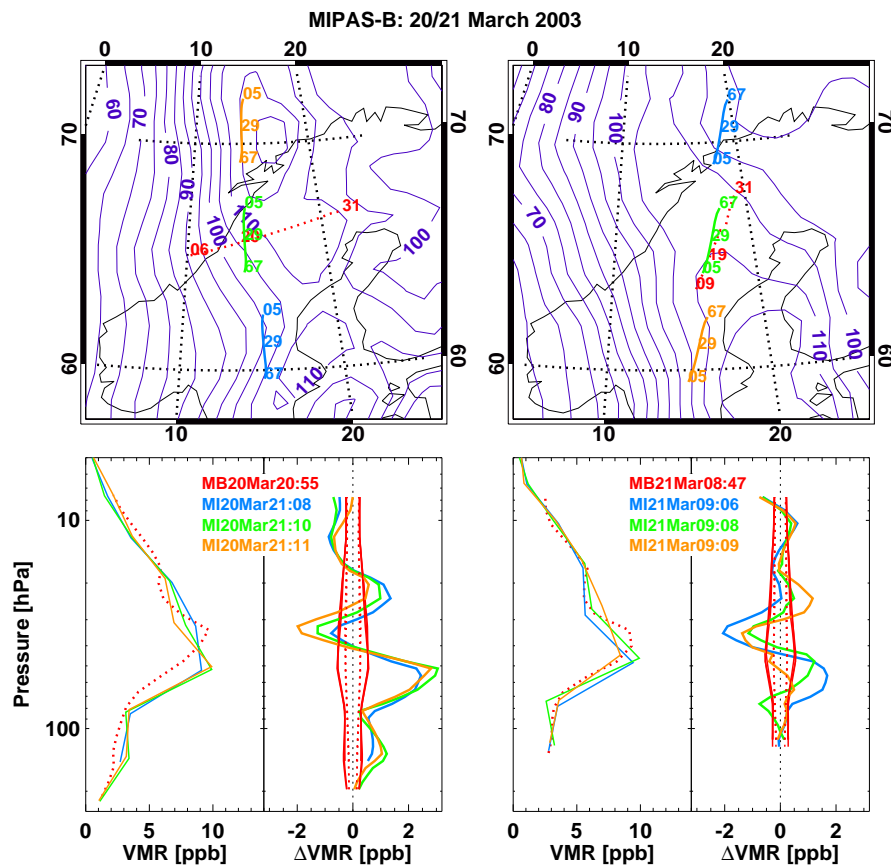 MIPAS-B: 20/21 March 2003
0 10 20
0 10 20
60 70 80 90 100 110 100 110
05 29 67
05 29 67
05 29 67
06 20 31
70 60
70 60
10 20
80 90 100 70 110 100
67 29 05
67 29 05
67 29 05
31 19 09
70 60
10 20
MB20Mar20:55
MI20Mar21:08
MI20Mar21:10
MI20Mar21:11
MB21Mar08:47
MI21Mar09:06
MI21Mar09:08
MI21Mar09:09
Pressure [hPa]
10
100
0 5 10 -2 0 2
VMR [ppb] ΔVMR [ppb]
0 5 10 -2 0 2
VMR [ppb] ΔVMR [ppb]